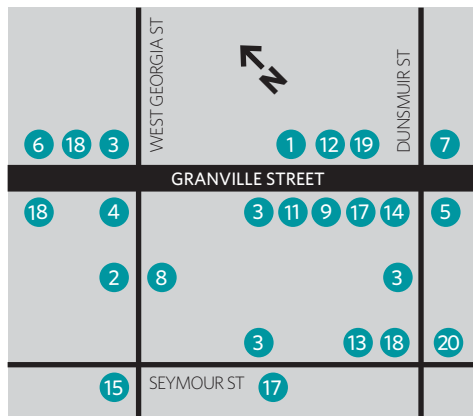 WEST GEORGIA ST
N
DUNSMUIR ST
6 18 3 1 12 19 7
GRANVILLE STREET
18 4 3 11 9 17 14 5
2 8 3
3 13 18 20
15 SEYMOUR ST 17